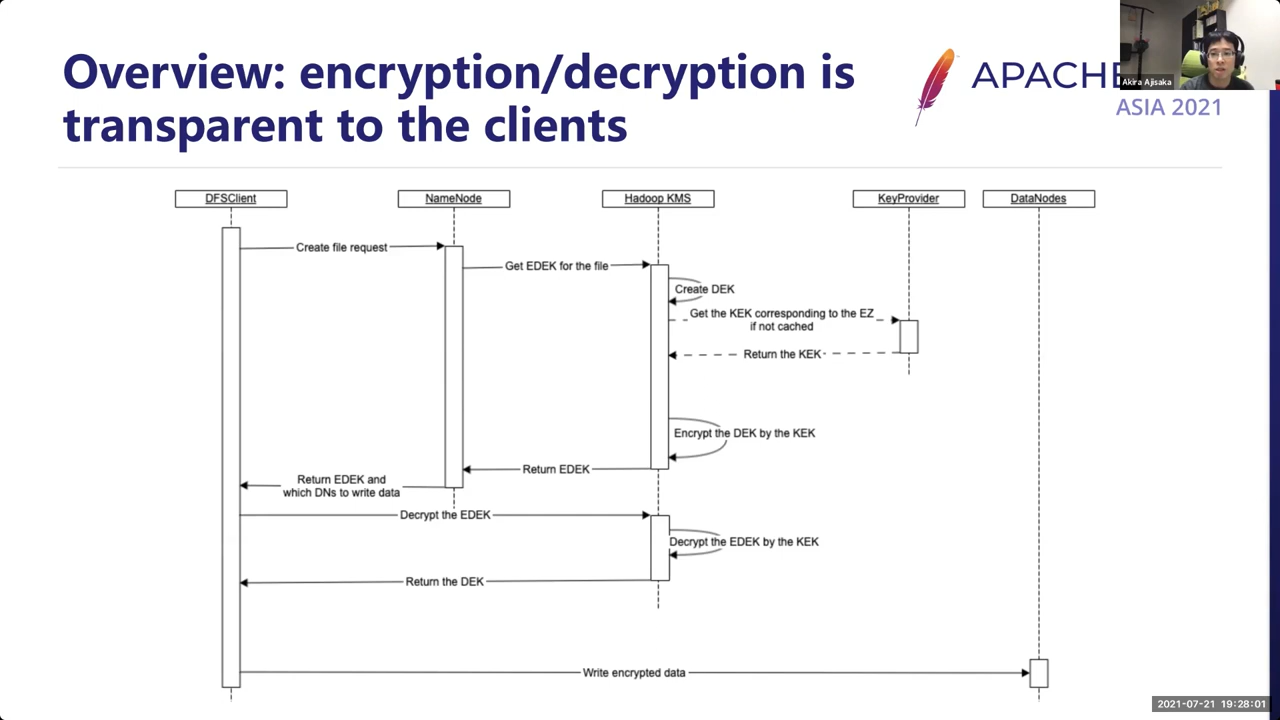 Overview: encryption/decryption is
transparent to the clients
APACHE
ASIA 2021
Akira Ajisaka
DFSClient
NameNode
Hadoop KMS
KeyProvider
DataNodes
Create file request
Get EDEK for the file
Create DEK
Get the KEK corresponding to the EZ
if not cached
Return the KEK
Encrypt the DEK by the KEK
Return EDEK
Return EDEK and
which DNs to write data
Decrypt the EDEK
Decrypt the EDEK by the KEK
Return the DEK
Write encrypted data
2021-07-21 19:28:01